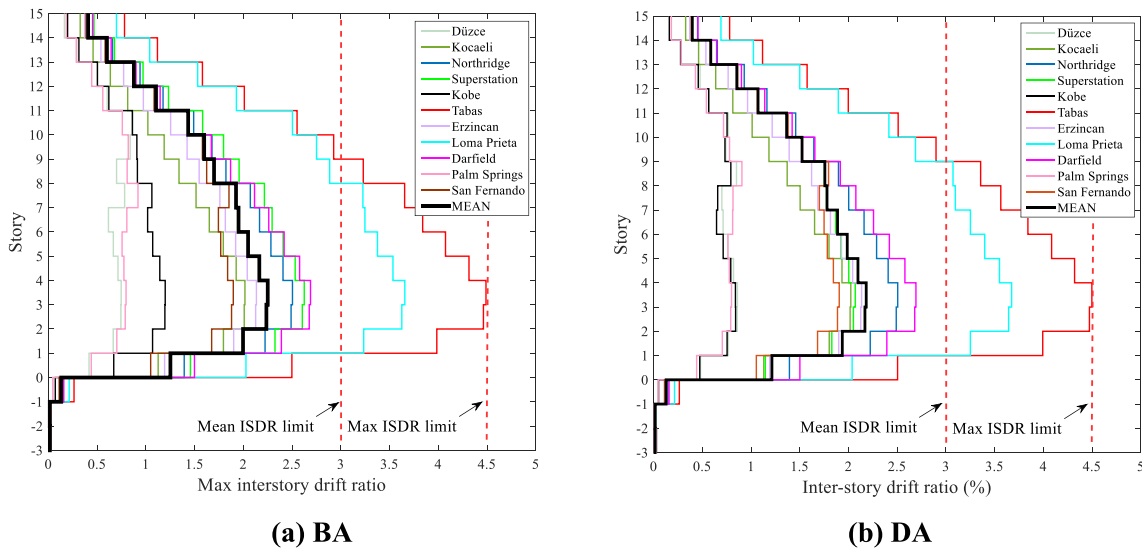 15
14
13
12
11
10
9
8
7
6
5
4
3
2
1
0
-1
-2
-3
Story
0 0.5 1 1.5 2 2.5 3 3.5 4 4.5 5
Max interstory drift ratio
Düzce
Kocaeli
Northridge
Superstation
Kobe
Tabas
Erzincan
Loma Prieta
Darfield
Palm Springs
San Fernando
MEAN
Mean ISDR limit
Max ISDR limit
(a) BA
15
14
13
12
11
10
9
8
7
6
5
4
3
2
1
0
-1
-2
-3
Story
0 0.5 1 1.5 2 2.5 3 3.5 4 4.5 5
Inter-story drift ratio (%)
Düzce
Kocaeli
Northridge
Superstation
Kobe
Tabas
Erzincan
Loma Prieta
Darfield
Palm Springs
San Fernando
MEAN
Mean ISDR limit
Max ISDR limit
(b) DA